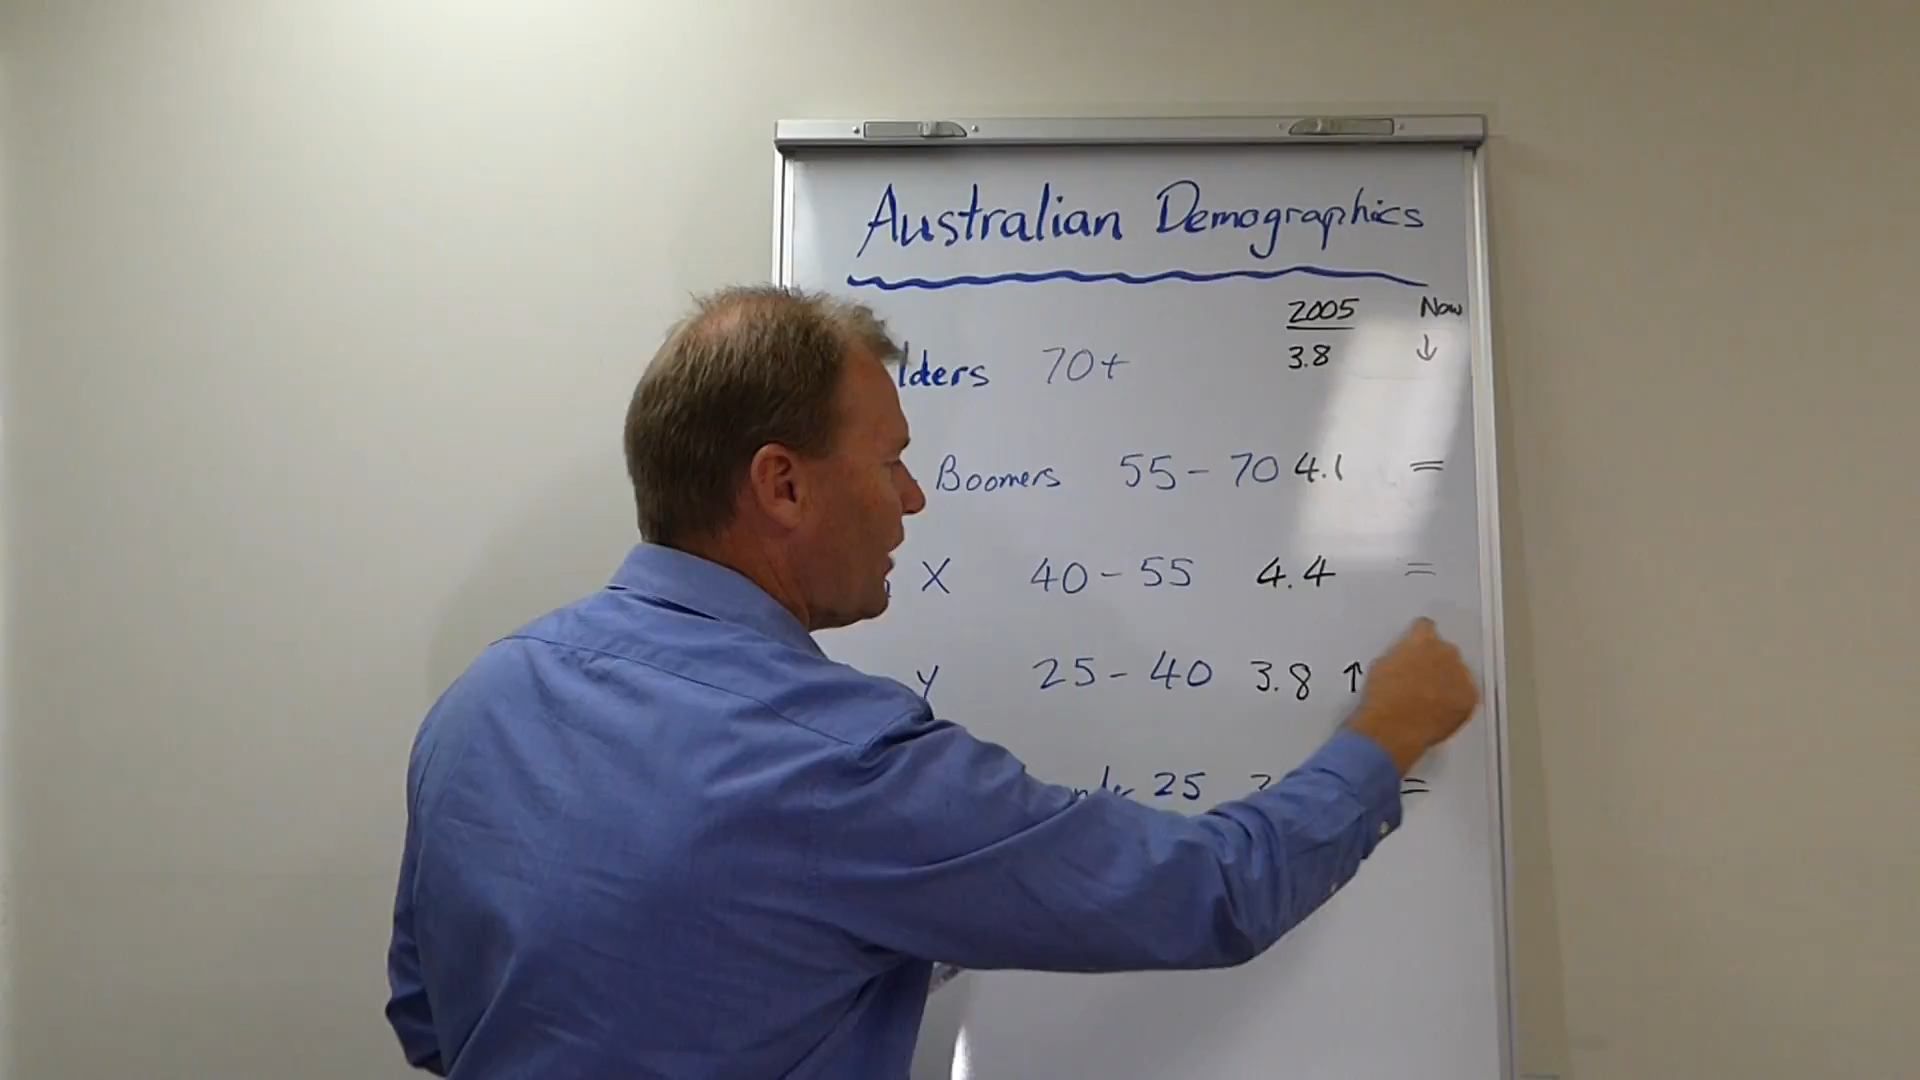 Australian Demographics
2005 Now
lders 70+ 3.8 ↓
Boomers 55-70 4.1 =
X 40-55 4.4 =
Y 25-40 3.8 ↑
25 =